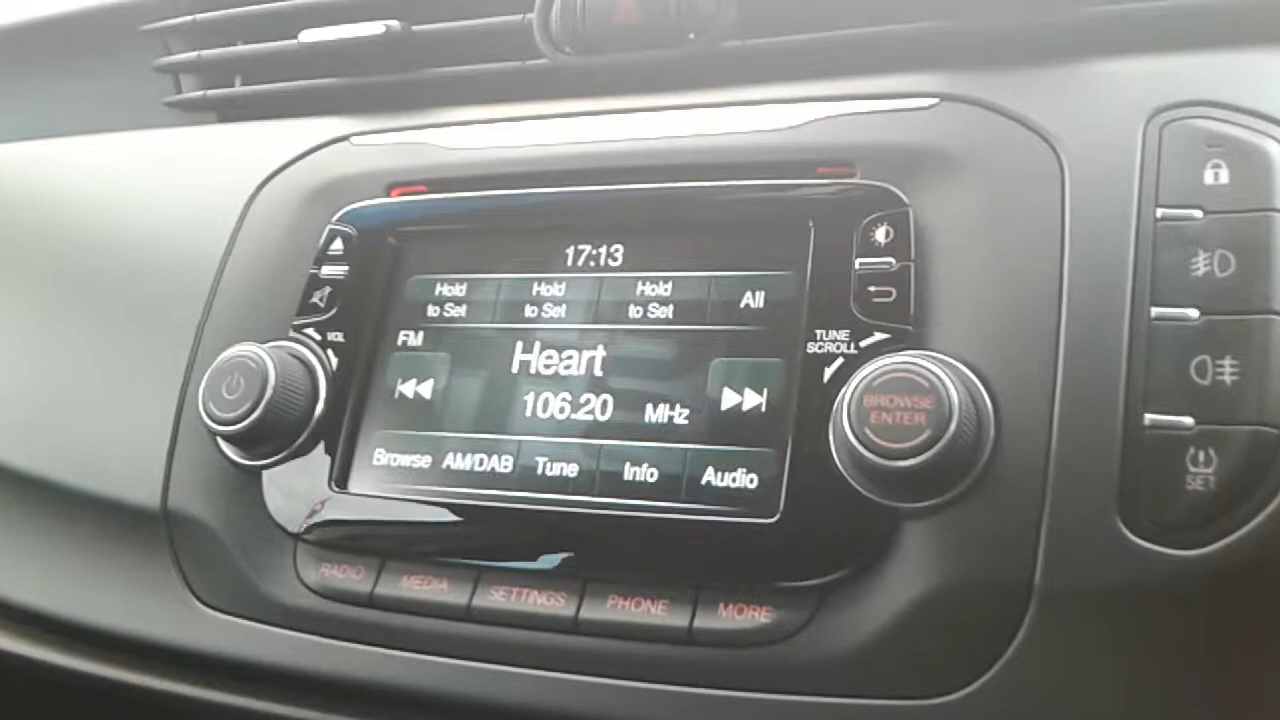 17:13
Hold to Set
Hold to Set
Hold to Set
All
FM
Heart
106.20 MHz
Browse AM/DAB Tune Info Audio
VOL
TUNE
SCROLL
BROWSE
ENTER
RADIO MEDIA SETTINGS PHONE MORE
SET